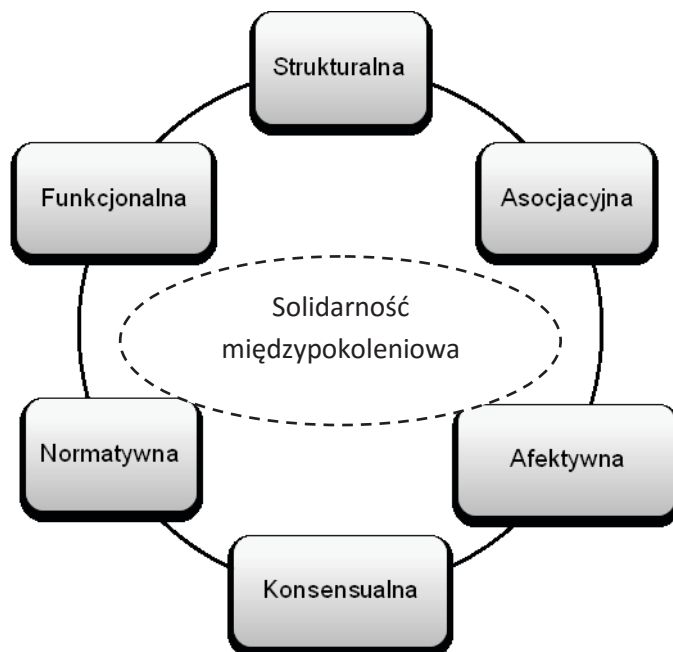 Strukturalna
Funkcjonalna
Asocjacyjna
Solidarność
międzypokoleniowa
Normatywna
Afektywna
Konsensualna